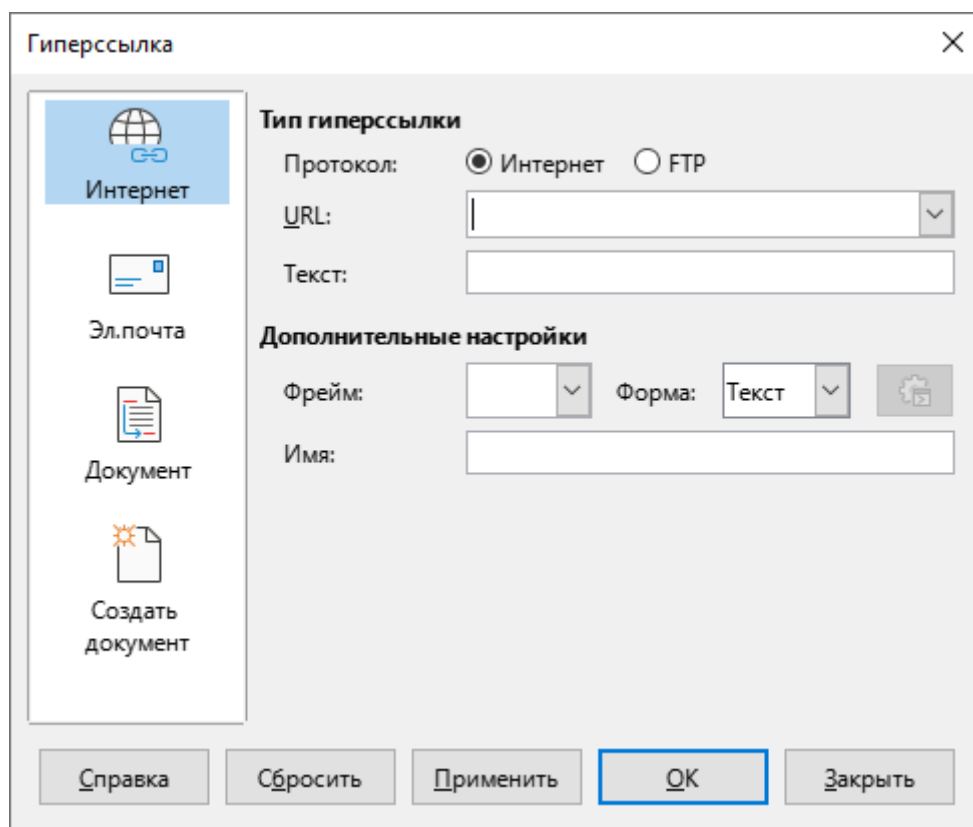 Гиперссылка
Интернет
Эл.почта
Документ
Создать
документ
Тип гиперссылки
Протокол: Интернет FTP
URL:
Текст:
Дополнительные настройки
Фрейм: Форма: Текст
Имя:
Справка Сбросить Применить OK Закрыть